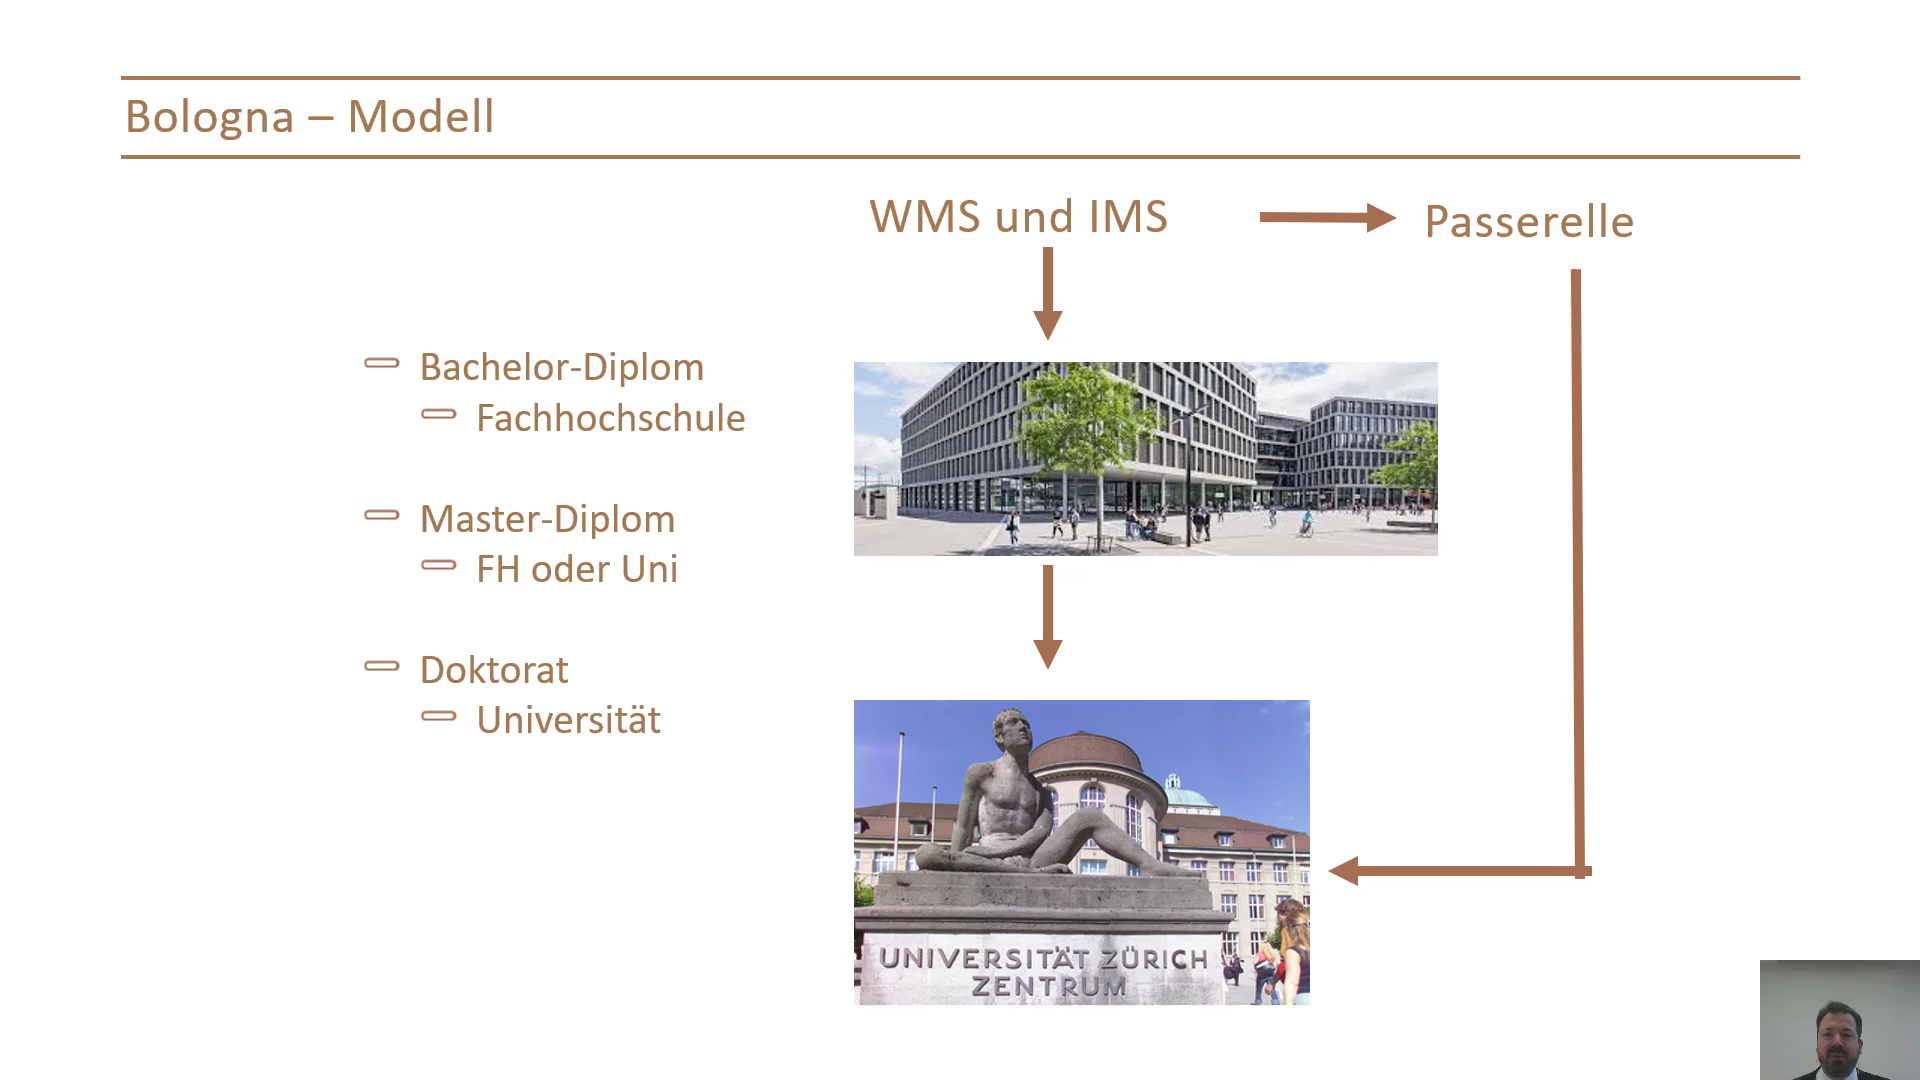 Bologna – Modell
WMS und IMS
Passerelle
Bachelor-Diplom
Fachhochschule
Master-Diplom
FH oder Uni
Doktorat
Universität
UNIVERSITÄT ZÜRICH
ZENTRUM